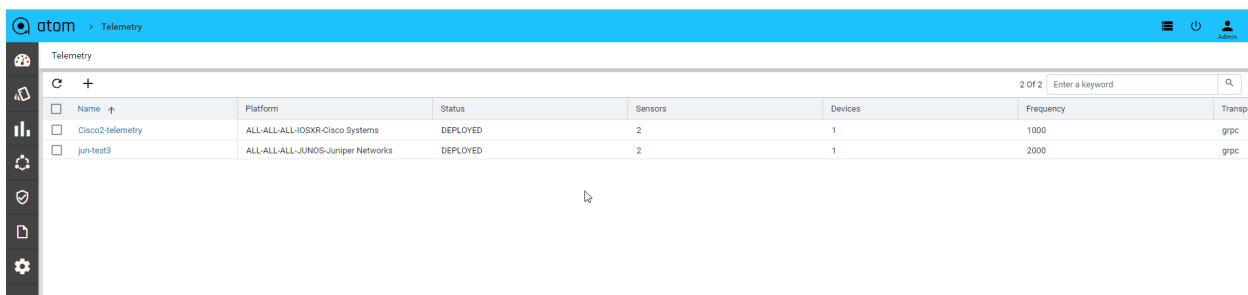 atom > Telemetry
Admin
Telemetry
2 Of 2 Enter a keyword
Name Platform Status Sensors Devices Frequency Transp
Cisco2-telemetry ALL-ALL-ALL-IOSXR-Cisco Systems DEPLOYED 2 1 1000 grpc
jun-test3 ALL-ALL-ALL-JUNOS-Juniper Networks DEPLOYED 2 1 2000 grpc